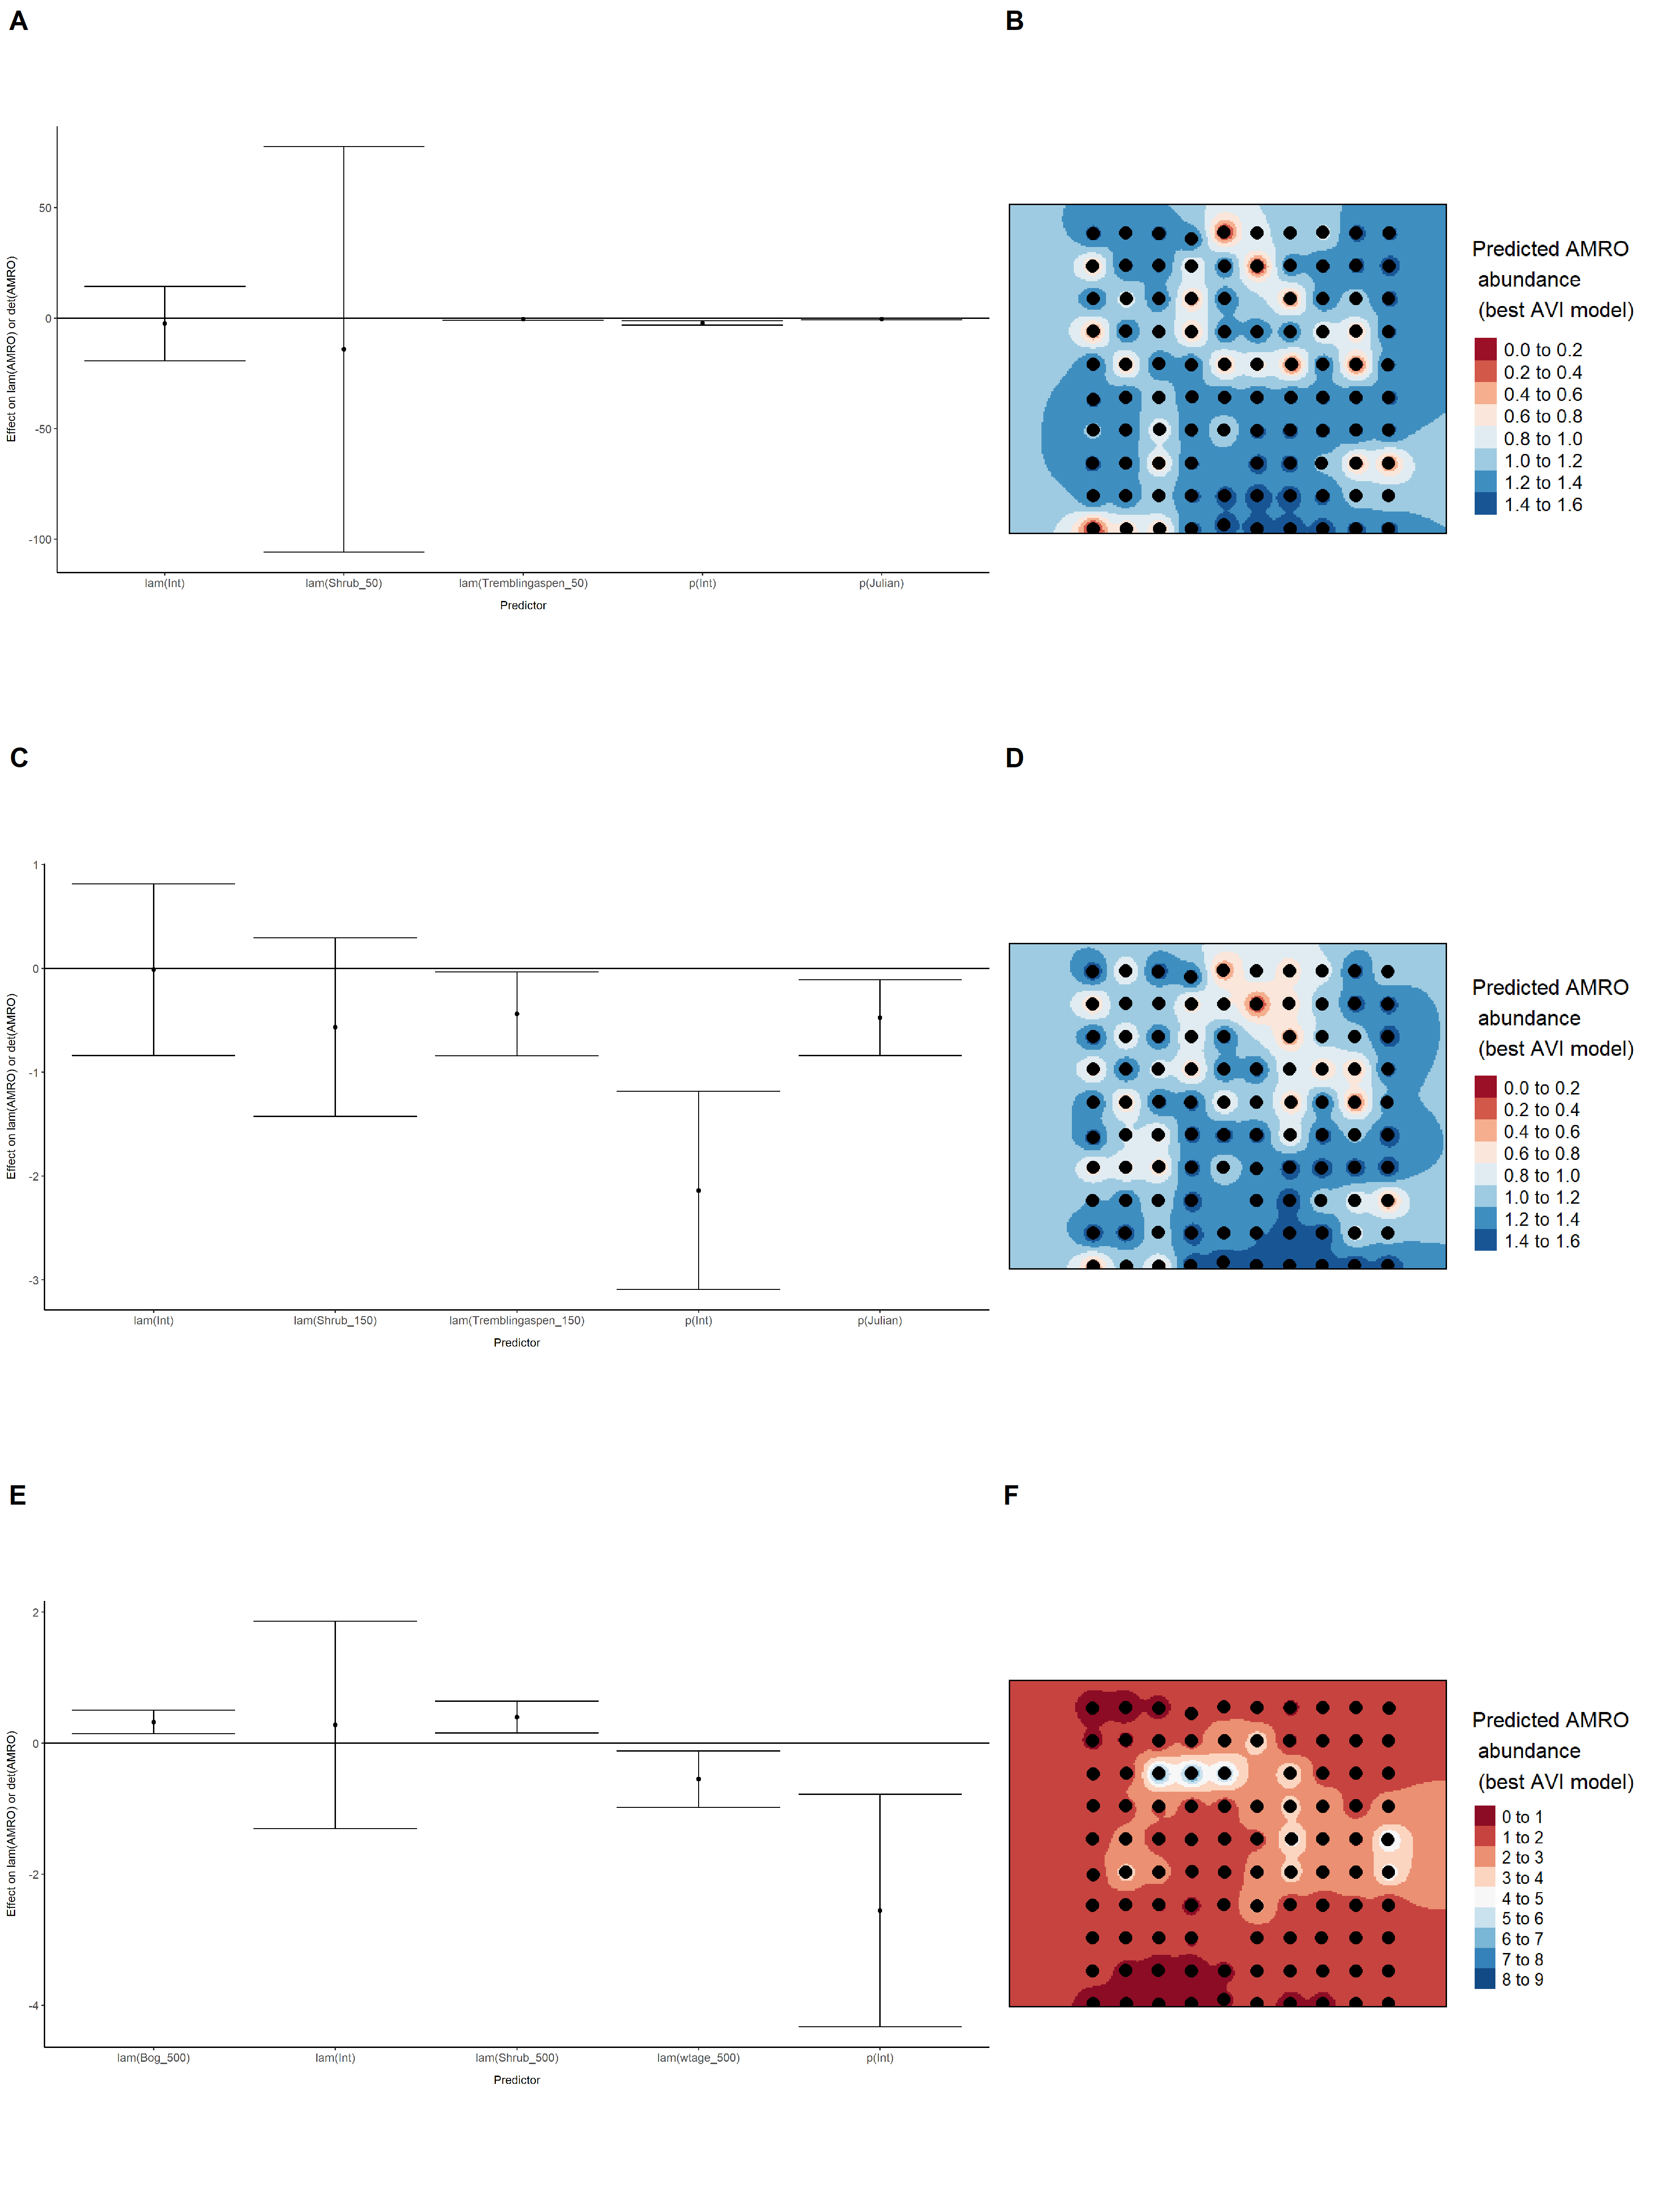 A
B
50
0
-50
-100
Effect on lam(AMRO) or det(AMRO)
lam(Int)
lam(Shrub_50)
lam(Tremblingaspen_50)
p(Int)
p(Julian)
Predictor
Predicted AMRO
abundance
(best AVI model)
0.0 to 0.2
0.2 to 0.4
0.4 to 0.6
0.6 to 0.8
0.8 to 1.0
1.0 to 1.2
1.2 to 1.4
1.4 to 1.6
C
D
1
0
-1
-2
-3
Effect on lam(AMRO) or det(AMRO)
lam(Int)
lam(Shrub_150)
lam(Tremblingaspen_150)
p(Int)
p(Julian)
Predictor
Predicted AMRO
abundance
(best AVI model)
0.0 to 0.2
0.2 to 0.4
0.4 to 0.6
0.6 to 0.8
0.8 to 1.0
1.0 to 1.2
1.2 to 1.4
1.4 to 1.6
E
F
2
0
-2
-4
Effect on lam(AMRO) or det(AMRO)
lam(Bog_500)
lam(Int)
lam(Shrub_500)
lam(wtage_500)
p(Int)
Predictor
Predicted AMRO
abundance
(best AVI model)
0 to 1
1 to 2
2 to 3
3 to 4
4 to 5
5 to 6
6 to 7
7 to 8
8 to 9